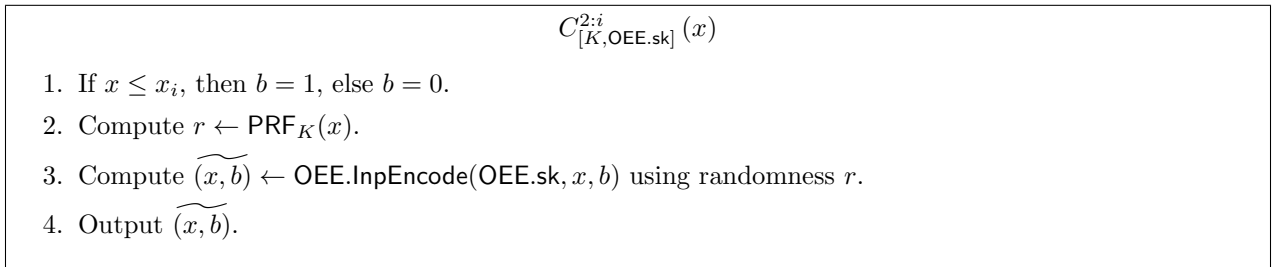 C^{2:i}_{[K,OEE.sk]} (x)
1. If x ≤ x_i, then b = 1, else b = 0.
2. Compute r ← PRF_K(x).
3. Compute \widetilde{(x, b)} ← OEE.InpEncode(OEE.sk, x, b) using randomness r.
4. Output \widetilde{(x, b)}.